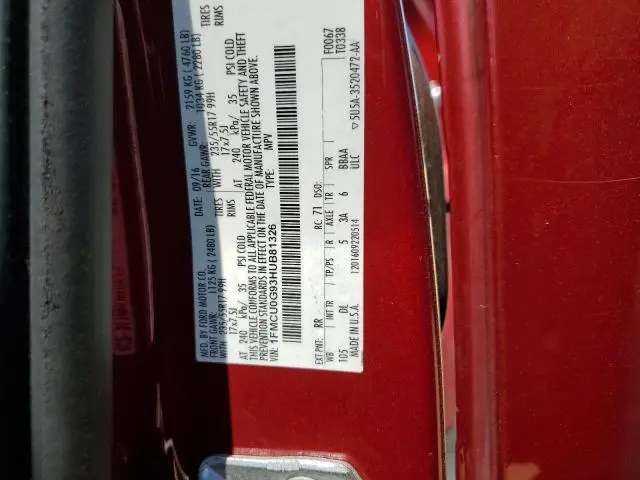 MFD. BY FORD MOTOR CO. DATE: 09/16 GVWR: 2159 KG ( 4760 LB)
FRONT GAWR: 1125 KG ( 2480 LB) REAR GAWR: 1034 KG ( 2280 LB)
WITH 235/55R17 99H TIRES WITH 235/55R17 99H TIRES
17x7.5J RIMS 17x7.5J RIMS
AT 240 kPa/ 35 PSI COLD AT 240 kPa/ 35 PSI COLD
THIS VEHICLE CONFORMS TO ALL APPLICABLE FEDERAL MOTOR VEHICLE SAFETY AND THEFT
PREVENTION STANDARDS IN EFFECT ON THE DATE OF MANUFACTURE SHOWN ABOVE.
VIN: 1FMCU0G93HUB81326 TYPE: MPV
F0067
T0338
EXT PNT: RR RC: 71 DSO:
WB INT TR TP/PS R AXLE TR SPR
105 DL 5 3A 6 BBAA
MADE IN U.S.A. 1201609220514 ULC
5U5A-3520472-AA